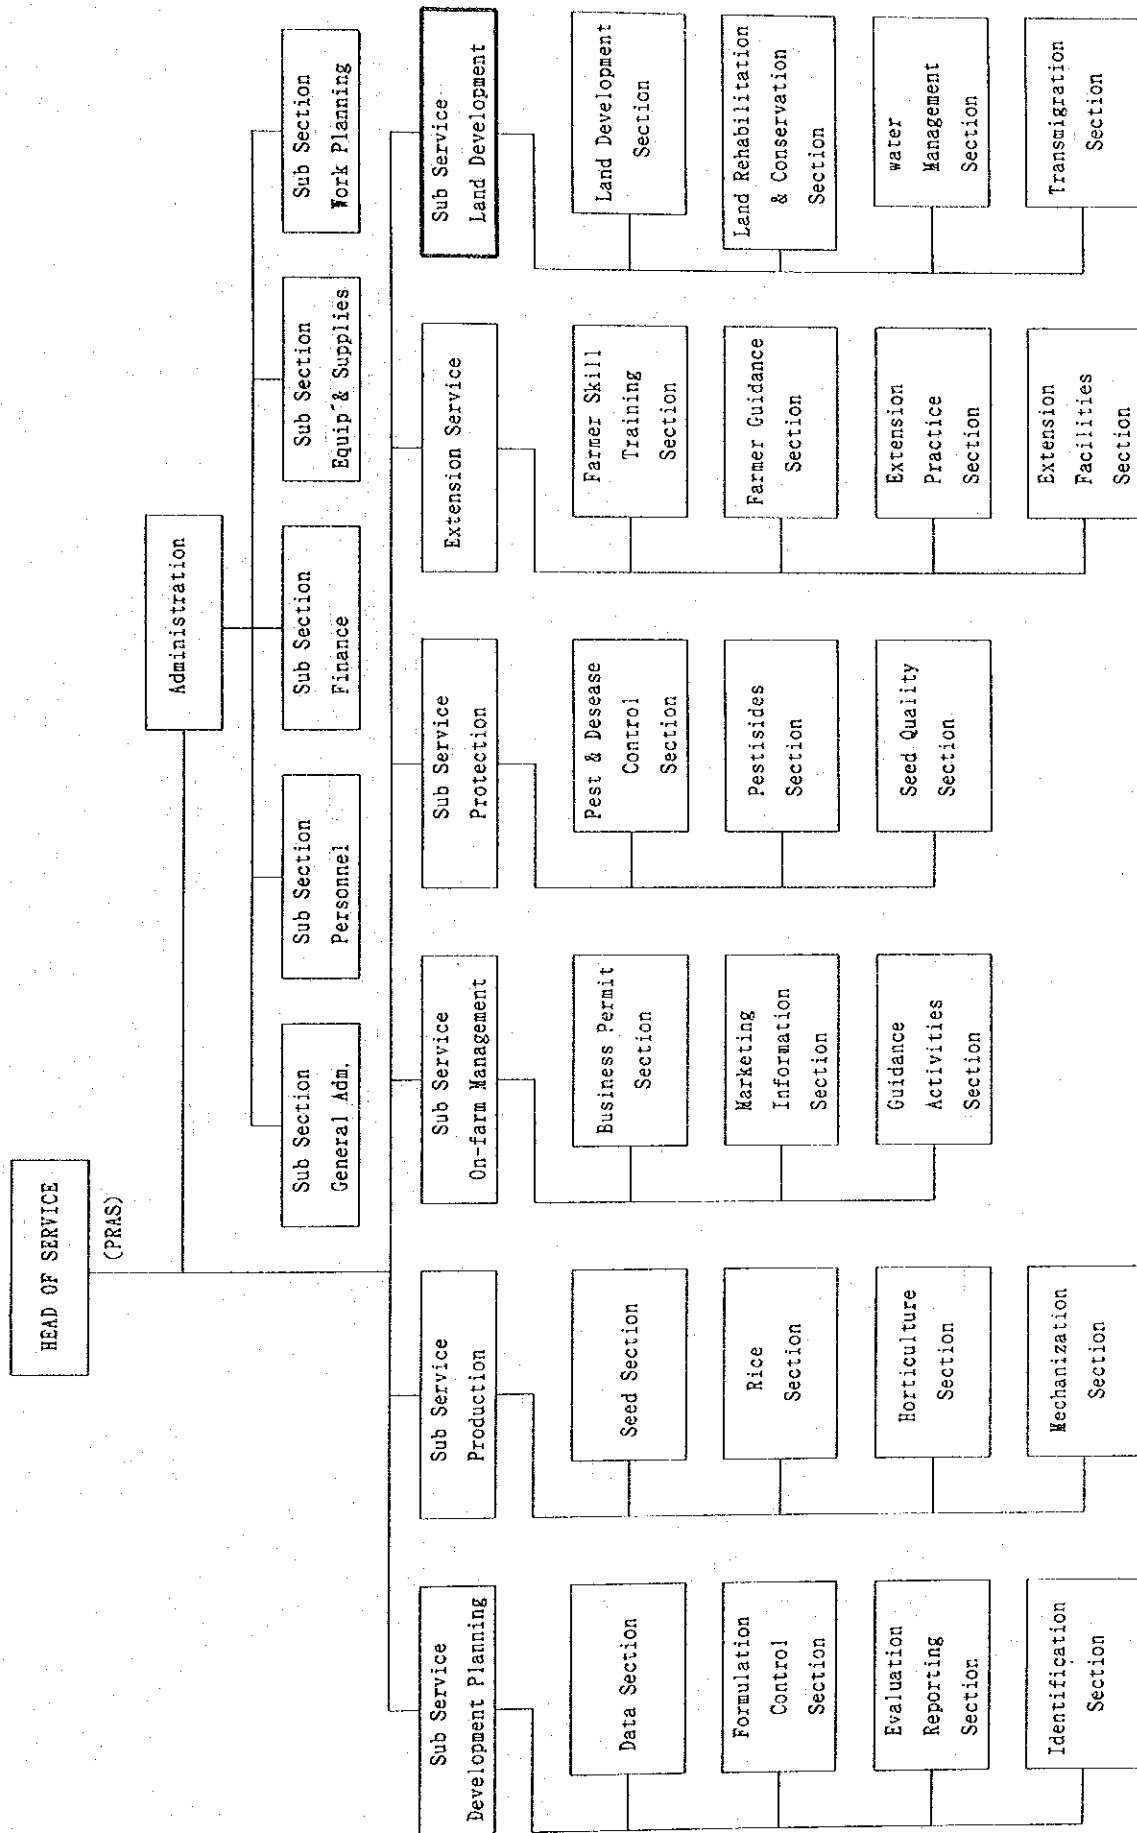 HEAD OF SERVICE
(PRAS)
Administration
Sub Section
General Adm.
Sub Section
Personnel
Sub Section
Finance
Sub Section
Equip & Supplies
Sub Section
Work Planning
Sub Service
Development Planning
Sub Service
Production
Sub Service
On-farm Management
Sub Service
Protection
Extension Service
Sub Service
Land Development
Data Section
Formulation
Control
Section
Evaluation
Reporting
Section
Identification
Section
Seed Section
Rice
Section
Horticulture
Section
Mechanization
Section
Business Permit
Section
Marketing
Information
Section
Guidance
Activities
Section
Pest & Desease
Control
Section
Pestisides
Section
Seed Quality
Section
Farmer Skill
Training
Section
Farmer Guidance
Section
Extension
Practice
Section
Extension
Facilities
Section
Land Development
Section
Land Rehabilitation
& Conservation
Section
water
Management
Section
Transmigration
Section